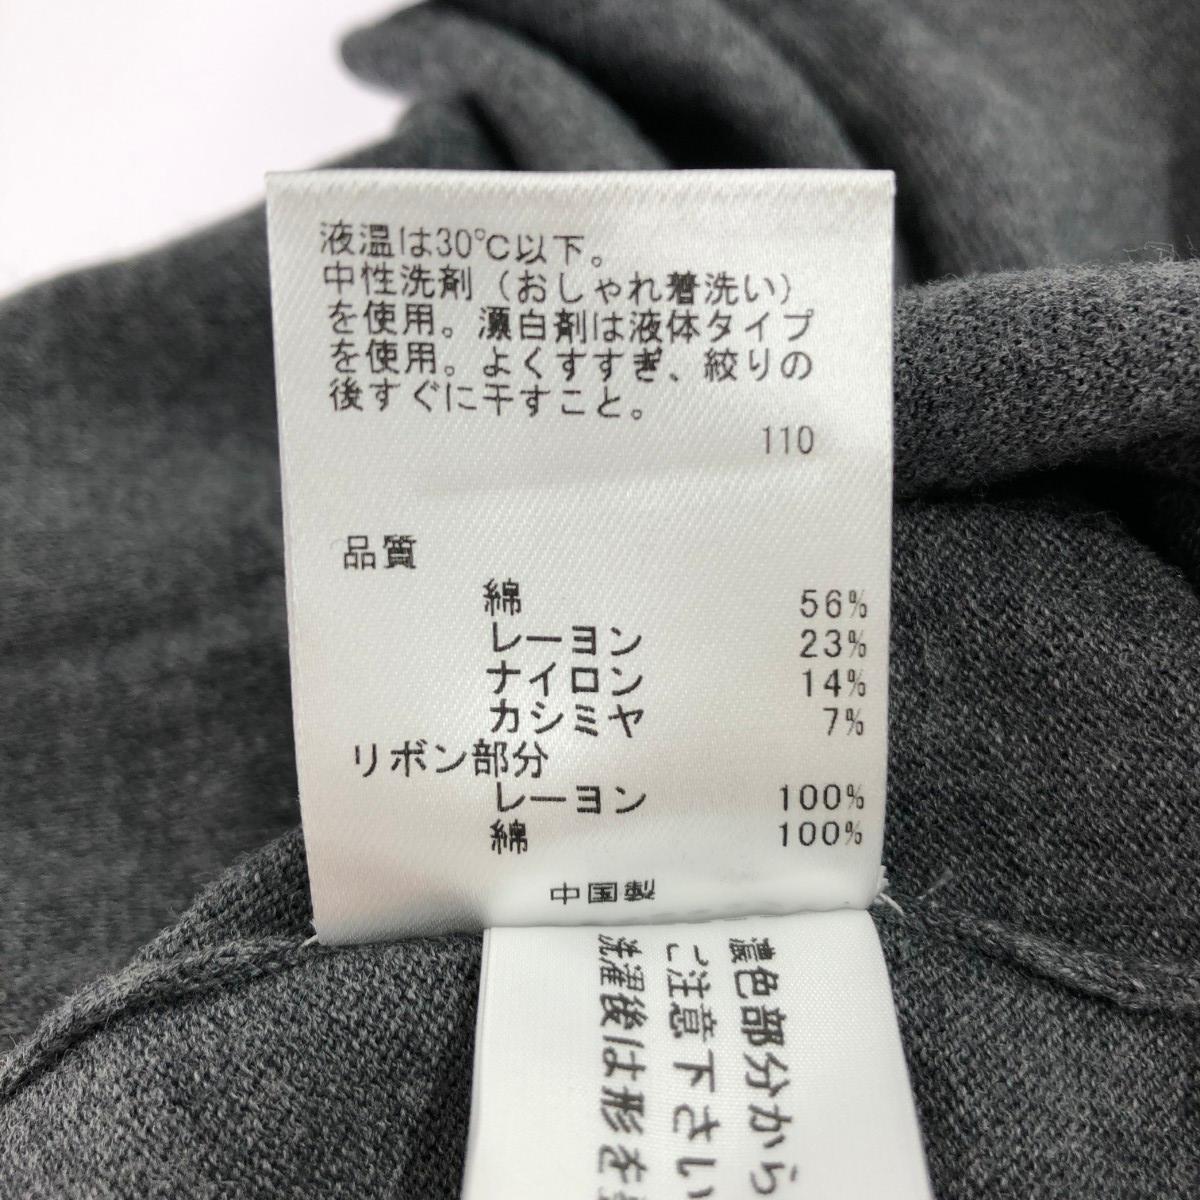 液温は30℃以下。
中性洗剤(おしゃれ着洗い)
を使用。漂白剤は液体タイプ
を使用。よくすすぎ、絞りの
後すぐに干すこと。
110
品質
綿 56%
レーヨン 23%
ナイロン 14%
カシミヤ 7%
リボン部分
レーヨン 100%
綿 100%
中国製
濃色部分から
ご注意下さい
洗濯後は形を